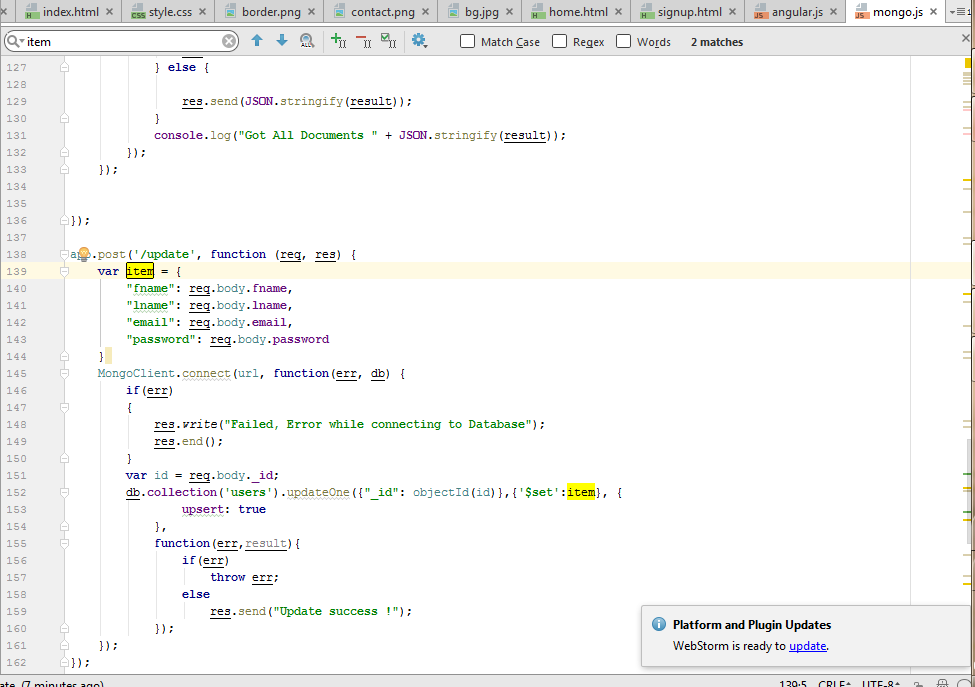 index.html
style.css
border.png
contact.png
bg.jpg
home.html
signup.html
angular.js
mongo.js
item
Match Case
Regex
Words
2 matches
127 } else {
128
129 res.send(JSON.stringify(result));
130 }
131 console.log("Got All Documents " + JSON.stringify(result));
132 });
133 });
134
135
136 });
137
138 .post('/update', function (req, res) {
139 var item = {
140 "fname": req.body.fname,
141 "lname": req.body.lname,
142 "email": req.body.email,
143 "password": req.body.password
144 }
145 MongoClient.connect(url, function(err, db) {
146 if(err)
147 {
148 res.write("Failed, Error while connecting to Database");
149 res.end();
150 }
151 var id = req.body._id;
152 db.collection('users').updateOne({"_id": objectId(id)},{'$set':item}, {
153 upsert: true
154 },
155 function(err,result){
156 if(err)
157 throw err;
158 else
159 res.send("Update success !");
160 });
161 });
162 });
Platform and Plugin Updates
WebStorm is ready to update.
ate. (7 minutes ago)
139:5 CRLF UTF-8